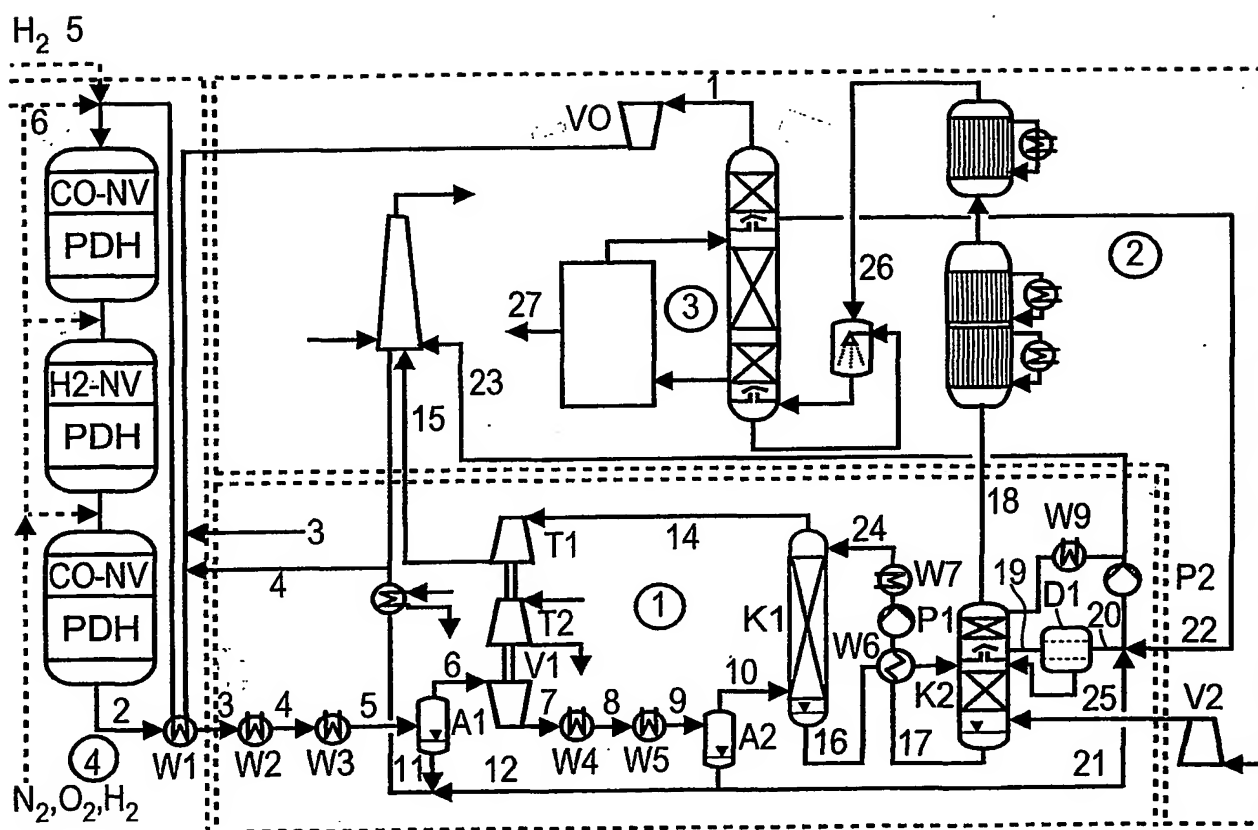 H2 5
1
VO
6
CO-NV
PDH
2
26
27
3
H2-NV
PDH
23
15
18
3
14
24
W9
T1
4
CO-NV
PDH
1
W7
19
D1
P2
T2
K1
P1
20
22
W6
V1
6
10
K2
25
V2
2
3
4
5
A1
7
8
9
A2
16
17
4
W1
W2
W3
11
12
W4
W5
21
N2,O2,H2